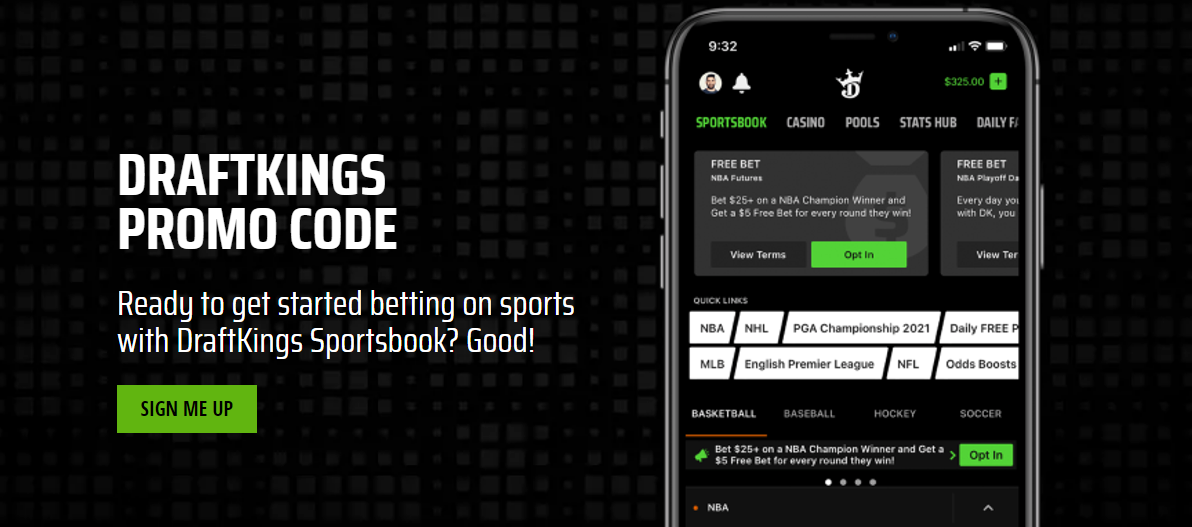 DRAFTKINGS
PROMO CODE
Ready to get started betting on sports
with DraftKings Sportsbook? Good!
SIGN ME UP
9:32
D
$325.00 +
SPORTSBOOK CASINO POOLS STATS HUB DAILY FA
FREE BET
NBA Futures
Bet $25+ on a NBA Champion Winner and
Get a $5 Free Bet for every round they win!
View Terms Opt In
FREE BET
NBA Playoff Da
Every day you
with DK, you
View Ter
QUICK LINKS
NBA NHL PGA Championship 2021 Daily FREE P
MLB English Premier League NFL Odds Boosts
BASKETBALL BASEBALL HOCKEY SOCCER
Bet $25+ on a NBA Champion Winner and Get a
$5 Free Bet for every round they win!
Opt In
NBA